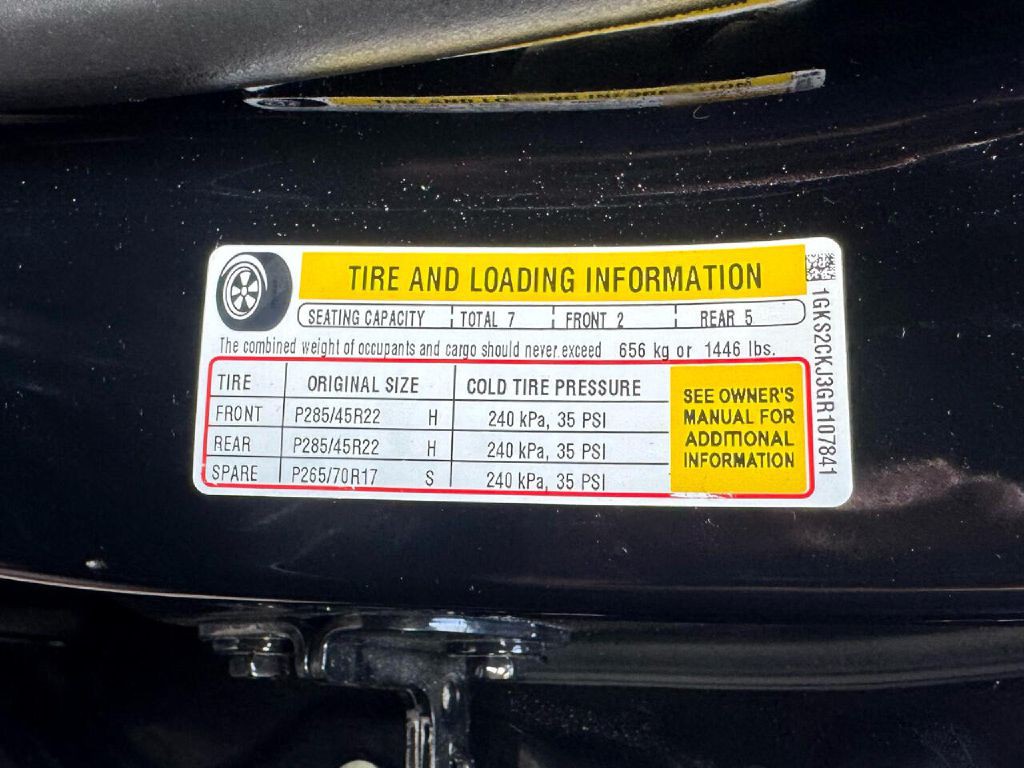 TIRE AND LOADING INFORMATION
SEATING CAPACITY TOTAL 7 FRONT 2 REAR 5
The combined weight of occupants and cargo should never exceed 656 kg or 1446 lbs.
TIRE ORIGINAL SIZE COLD TIRE PRESSURE
FRONT P285/45R22 H 240 kPa, 35 PSI
REAR P285/45R22 H 240 kPa, 35 PSI
SPARE P265/70R17 S 240 kPa, 35 PSI
SEE OWNER'S
MANUAL FOR
ADDITIONAL
INFORMATION
1GKS2CKJ3GR107841